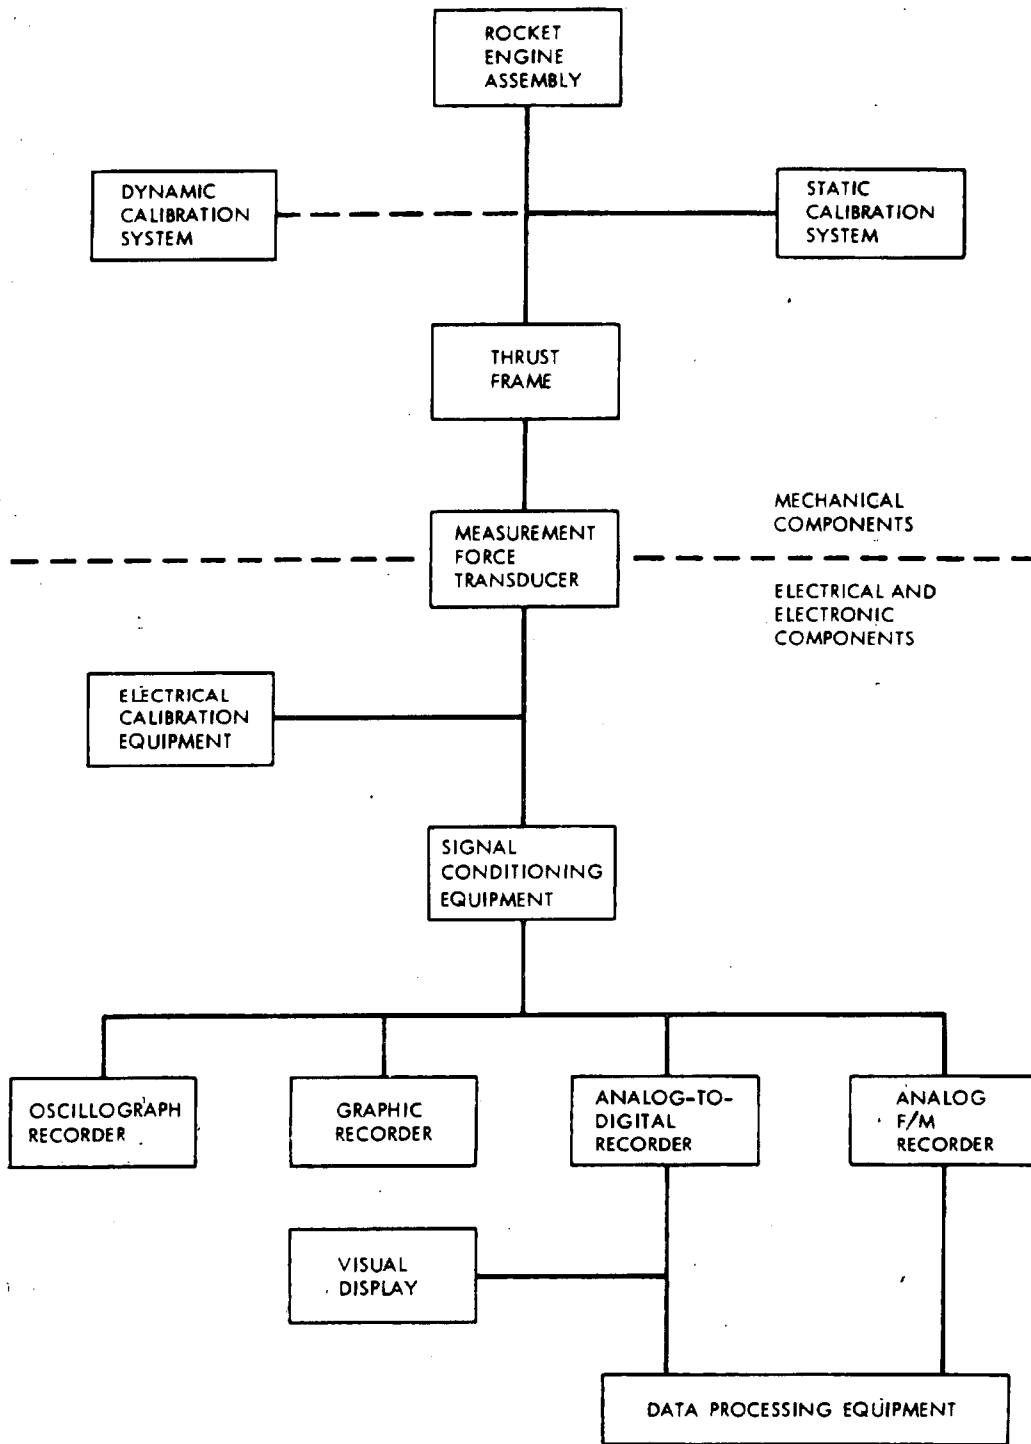 ROCKET
ENGINE
ASSEMBLY
DYNAMIC
CALIBRATION
SYSTEM
STATIC
CALIBRATION
SYSTEM
THRUST
FRAME
MECHANICAL
COMPONENTS
MEASUREMENT
FORCE
TRANSDUCER
ELECTRICAL AND
ELECTRONIC
COMPONENTS
ELECTRICAL
CALIBRATION
EQUIPMENT
SIGNAL
CONDITIONING
EQUIPMENT
OSCILLOGRAPH
RECORDER
GRAPHIC
RECORDER
ANALOG-TO-
DIGITAL
RECORDER
ANALOG
F/M
RECORDER
VISUAL
DISPLAY
DATA PROCESSING EQUIPMENT